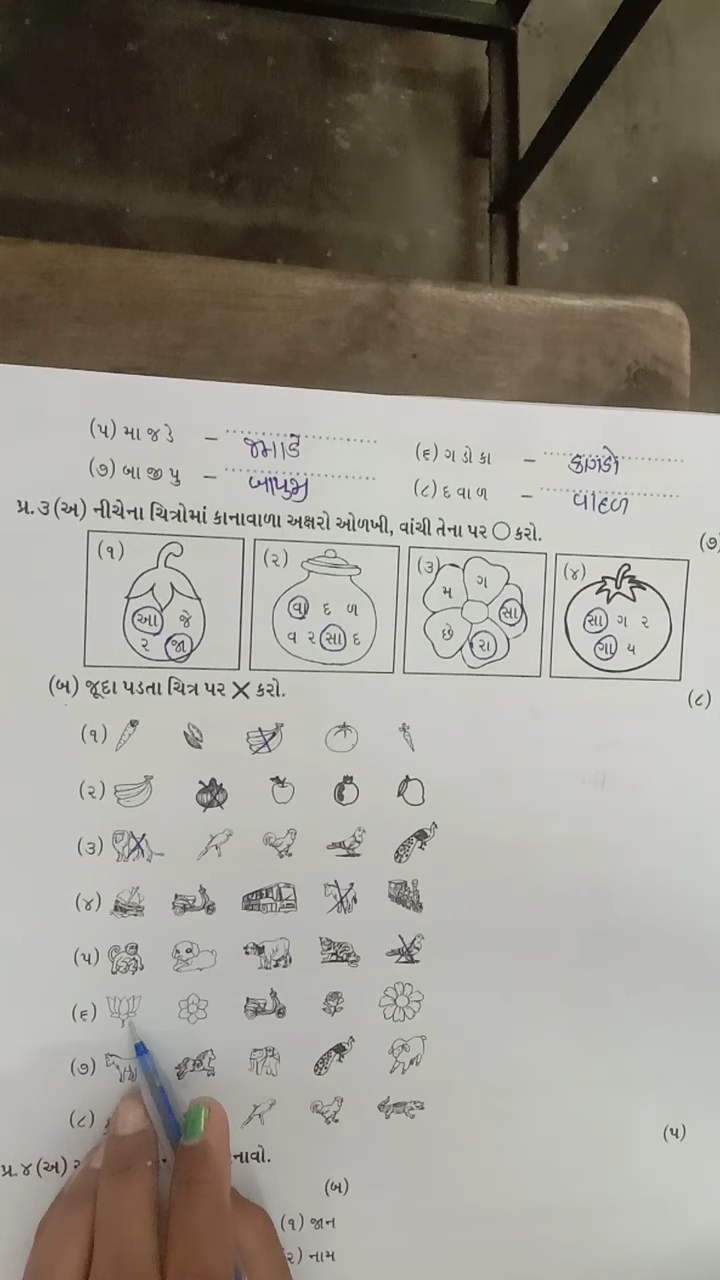 (૫) મા જ ડે – જમાડે (૬) ગ ડો કા – કાગડો
(૭) બા જી પુ – બાપુજી (૮) દ વા ળ – વાદળ
પ્ર.૩ (અ) નીચેના ચિત્રોમાં કાનાવાળા અક્ષરો ઓળખી, વાંચી તેના પર ◯ કરો. (૭)
(૧) (૨) (૩) (૪)
આ જે
ર જા
વા દ ળ
વ ર સા દ
મ ગ સા
છે રા
સા ગ ર
ગા ય
(બ) જૂદા પડતા ચિત્ર પર ✕ કરો. (૮)
(૧)
(૨)
(૩)
(૪)
(૫)
(૬)
(૭)
(૮)
પ્ર.૪ (અ) નાવો. (૫)
(બ)
(૧) જાન
૨) નામ